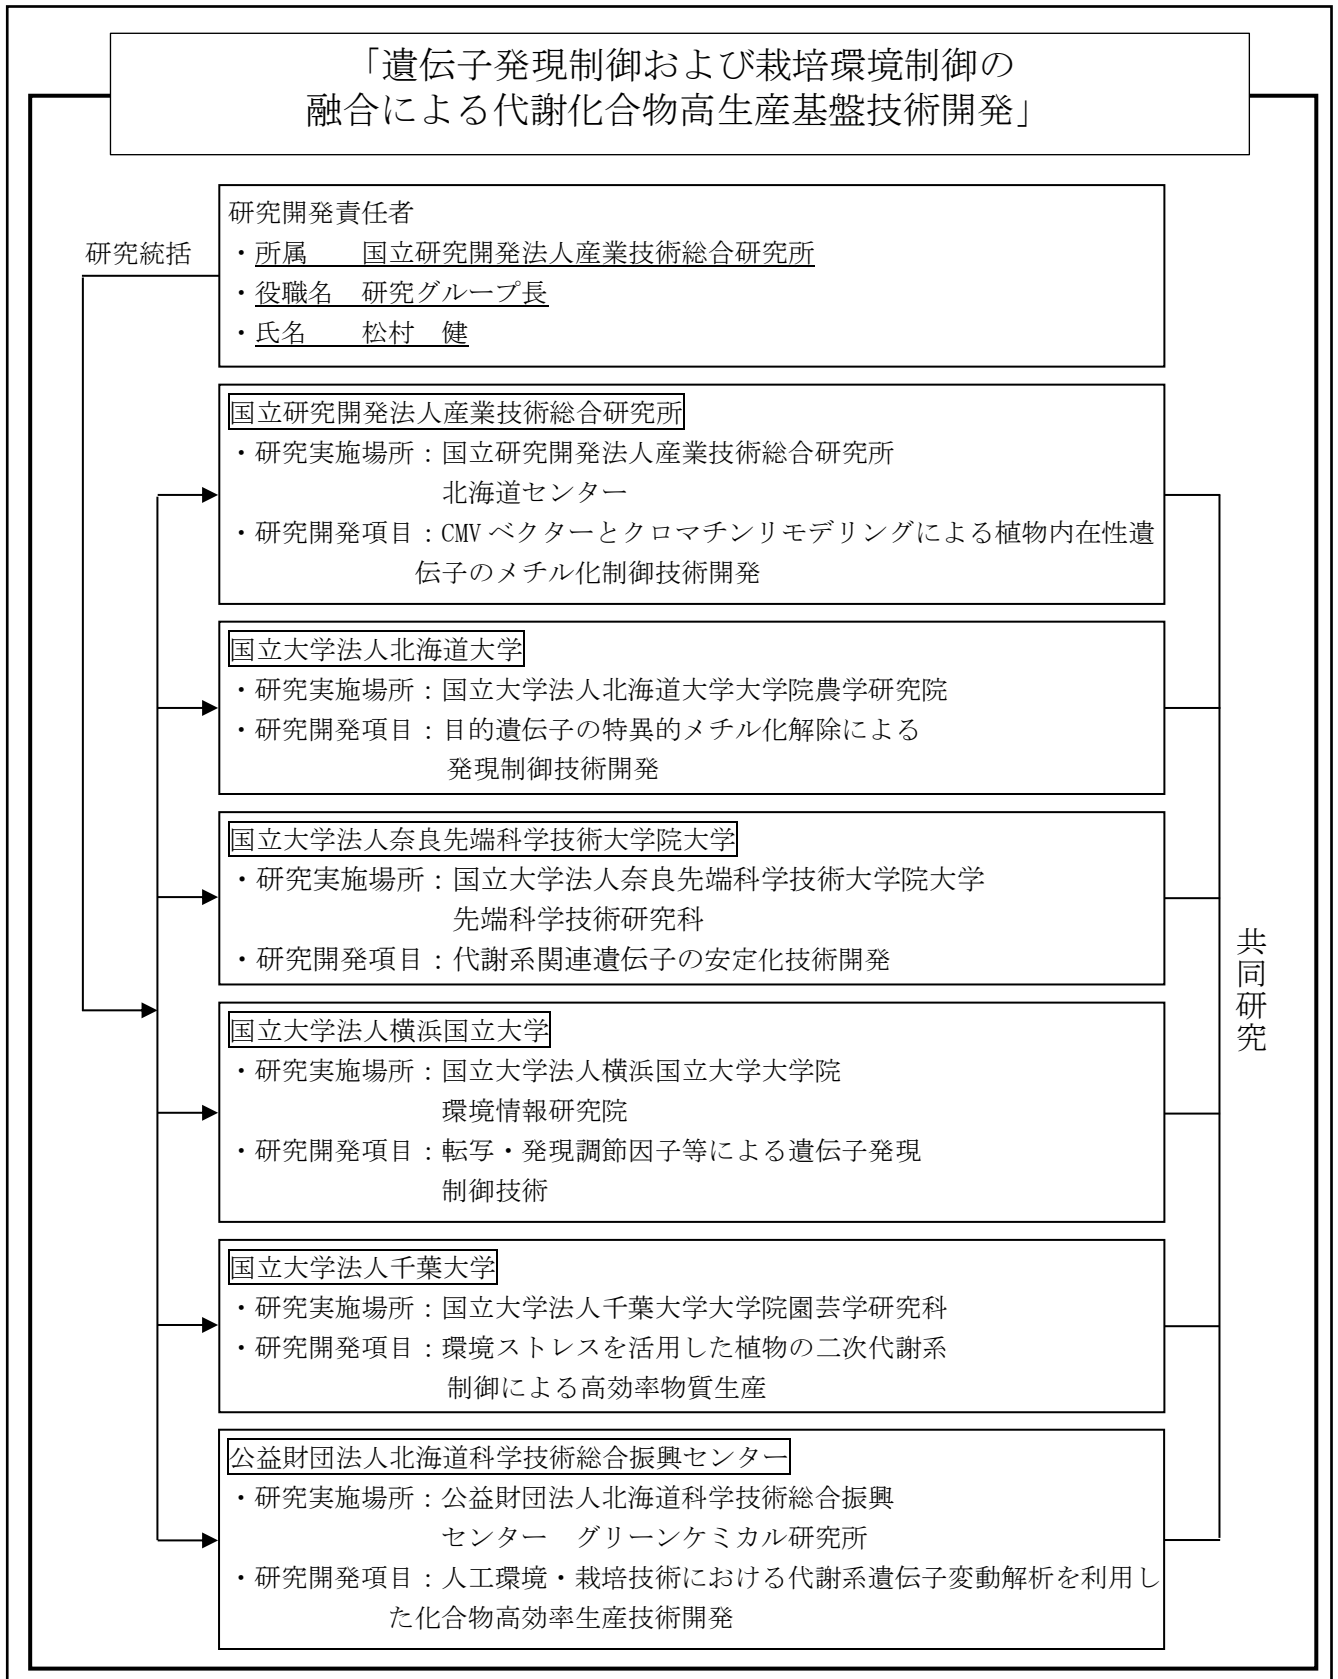 「遺伝子発現制御および栽培環境制御の
融合による代謝化合物高生産基盤技術開発」
研究統括
研究開発責任者
・所属　　国立研究開発法人産業技術総合研究所
・役職名　研究グループ長
・氏名　　松村　健
国立研究開発法人産業技術総合研究所
・研究実施場所：国立研究開発法人産業技術総合研究所
北海道センター
・研究開発項目：CMVベクターとクロマチンリモデリングによる植物内在性遺
伝子のメチル化制御技術開発
国立大学法人北海道大学
・研究実施場所：国立大学法人北海道大学大学院農学研究院
・研究開発項目：目的遺伝子の特異的メチル化解除による
発現制御技術開発
国立大学法人奈良先端科学技術大学院大学
・研究実施場所：国立大学法人奈良先端科学技術大学院大学
先端科学技術研究科
・研究開発項目：代謝系関連遺伝子の安定化技術開発
国立大学法人横浜国立大学
・研究実施場所：国立大学法人横浜国立大学大学院
環境情報研究院
・研究開発項目：転写・発現調節因子等による遺伝子発現
制御技術
国立大学法人千葉大学
・研究実施場所：国立大学法人千葉大学大学院園芸学研究科
・研究開発項目：環境ストレスを活用した植物の二次代謝系
制御による高効率物質生産
公益財団法人北海道科学技術総合振興センター
・研究実施場所：公益財団法人北海道科学技術総合振興
センター　グリーンケミカル研究所
・研究開発項目：人工環境・栽培技術における代謝系遺伝子変動解析を利用し
た化合物高効率生産技術開発
共同研究